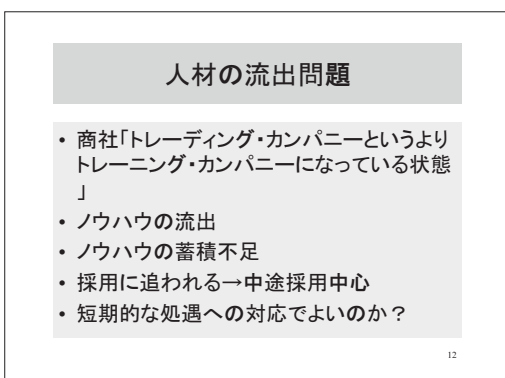 人材の流出問題
• 商社「トレーディング・カンパニーというより
トレーニング・カンパニーになっている状態
」
• ノウハウの流出
• ノウハウの蓄積不足
• 採用に追われる→中途採用中心
• 短期的な処遇への対応でよいのか？
12